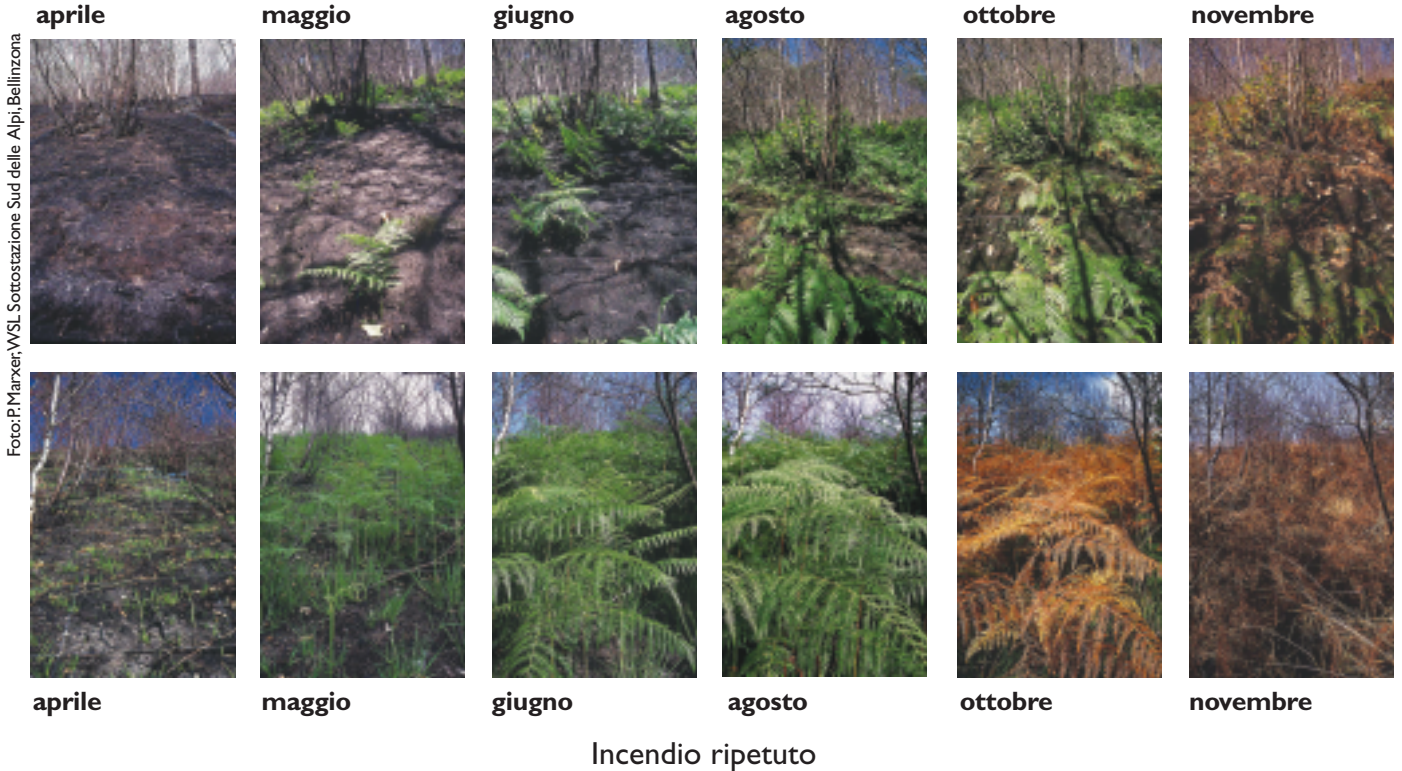 aprile maggio giugno agosto ottobre novembre
Foto: P. Marxer, WSL Sottostazione Sud delle Alpi, Bellinzona
aprile maggio giugno agosto ottobre novembre
Incendio ripetuto